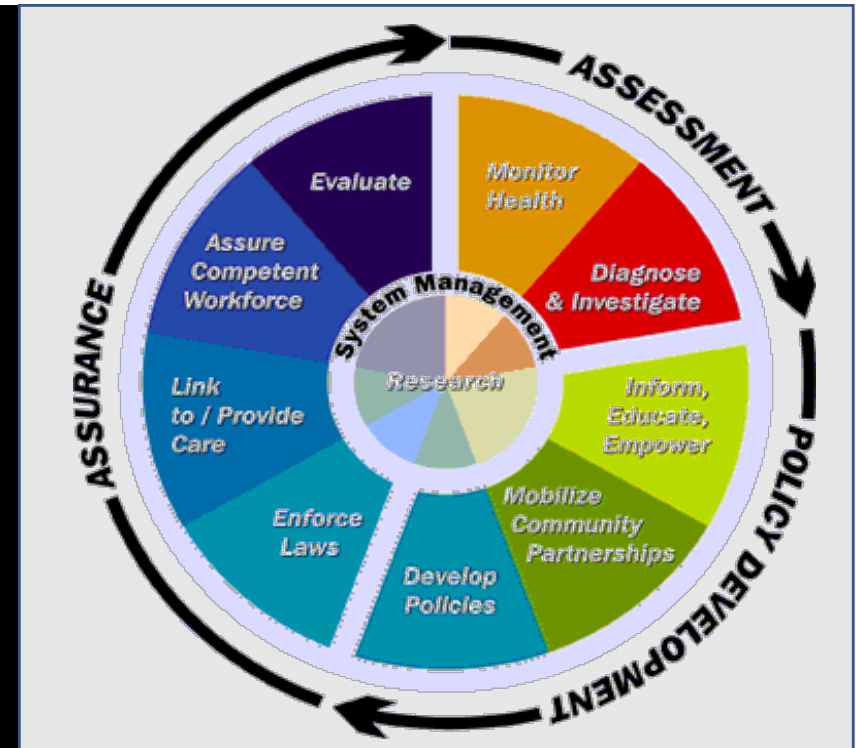 ASSESSMENT
Monitor
Health
Diagnose
& Investigate
POLICY DEVELOPMENT
Inform,
Educate,
Empower
Mobilize
Community
Partnerships
Develop
Policies
ASSURANCE
Enforce
Laws
Link
to / Provide
Care
Assure
Competent
Workforce
Evaluate
System Management
Research